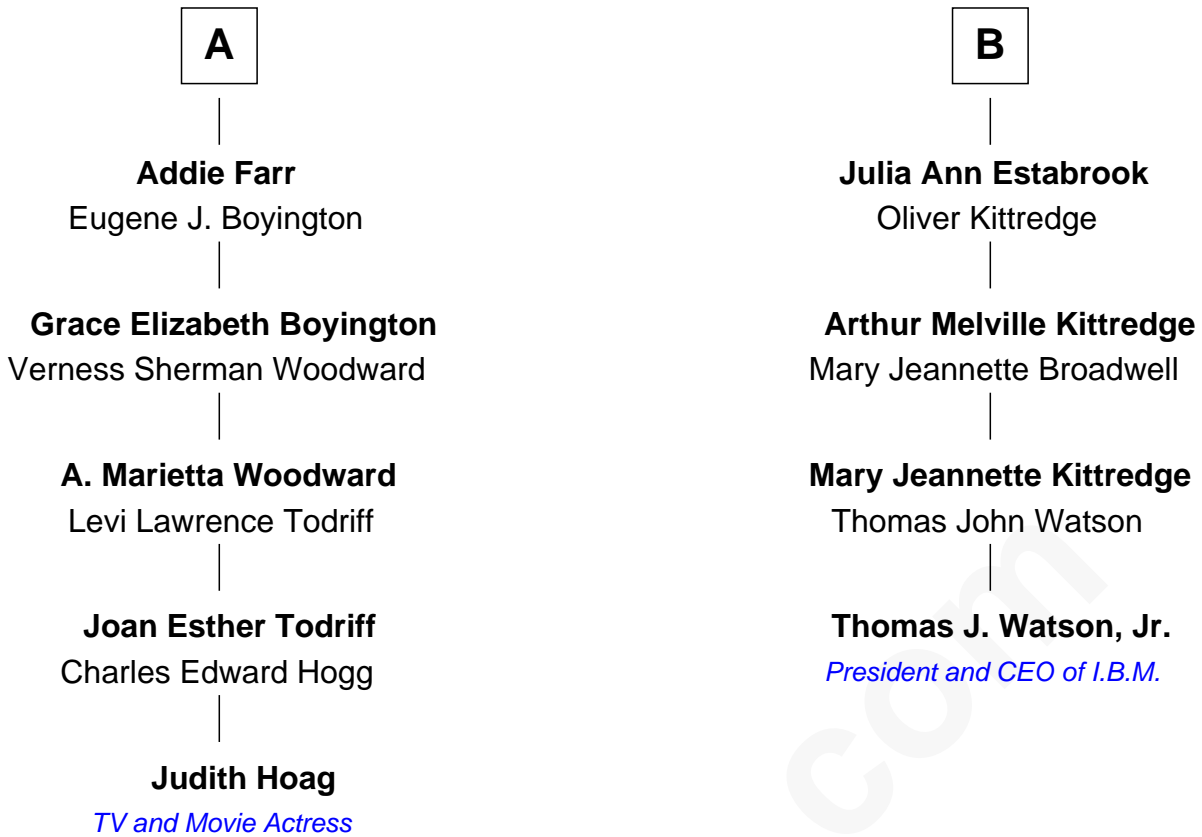 A
Addie Farr
Eugene J. Boyington
Grace Elizabeth Boyington
Verness Sherman Woodward
A. Marietta Woodward
Levi Lawrence Todriff
Joan Esther Todriff
Charles Edward Hogg
Judith Hoag
TV and Movie Actress
B
Julia Ann Estabrook
Oliver Kittredge
Arthur Melville Kittredge
Mary Jeannette Broadwell
Mary Jeannette Kittredge
Thomas John Watson
Thomas J. Watson, Jr.
President and CEO of I.B.M.
com